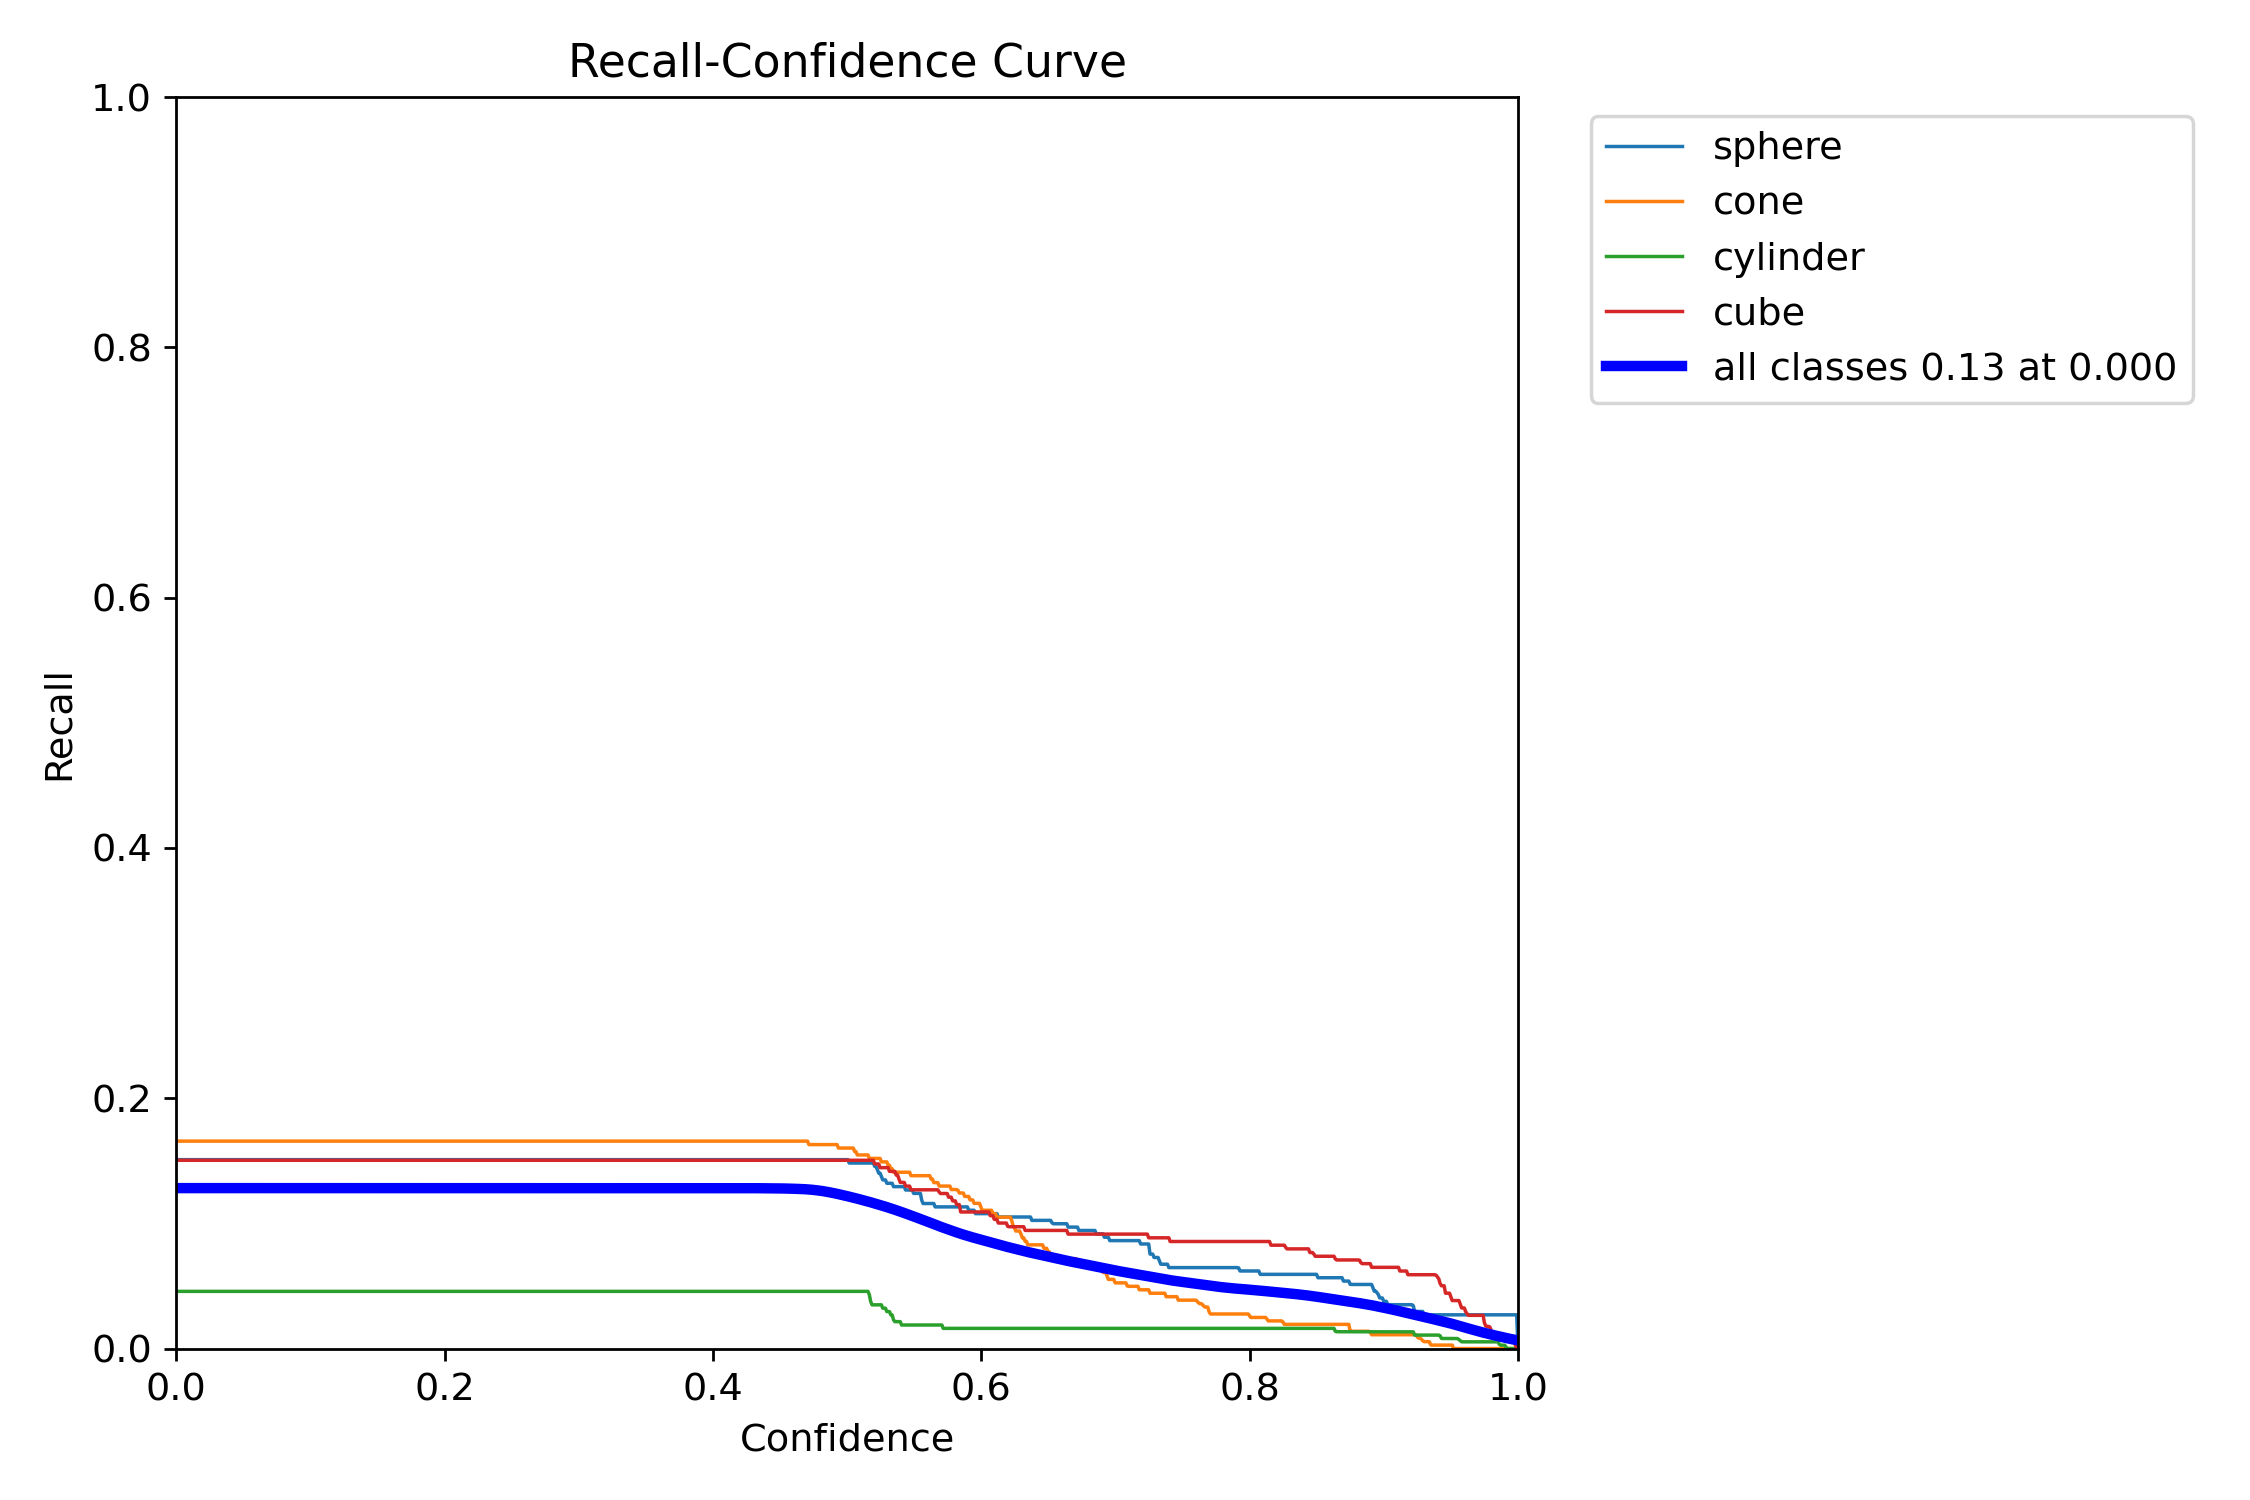 Recall-Confidence Curve
1.0
0.8
0.6
0.4
0.2
0.0
Recall
0.0 0.2 0.4 0.6 0.8 1.0
Confidence
sphere
cone
cylinder
cube
all classes 0.13 at 0.000